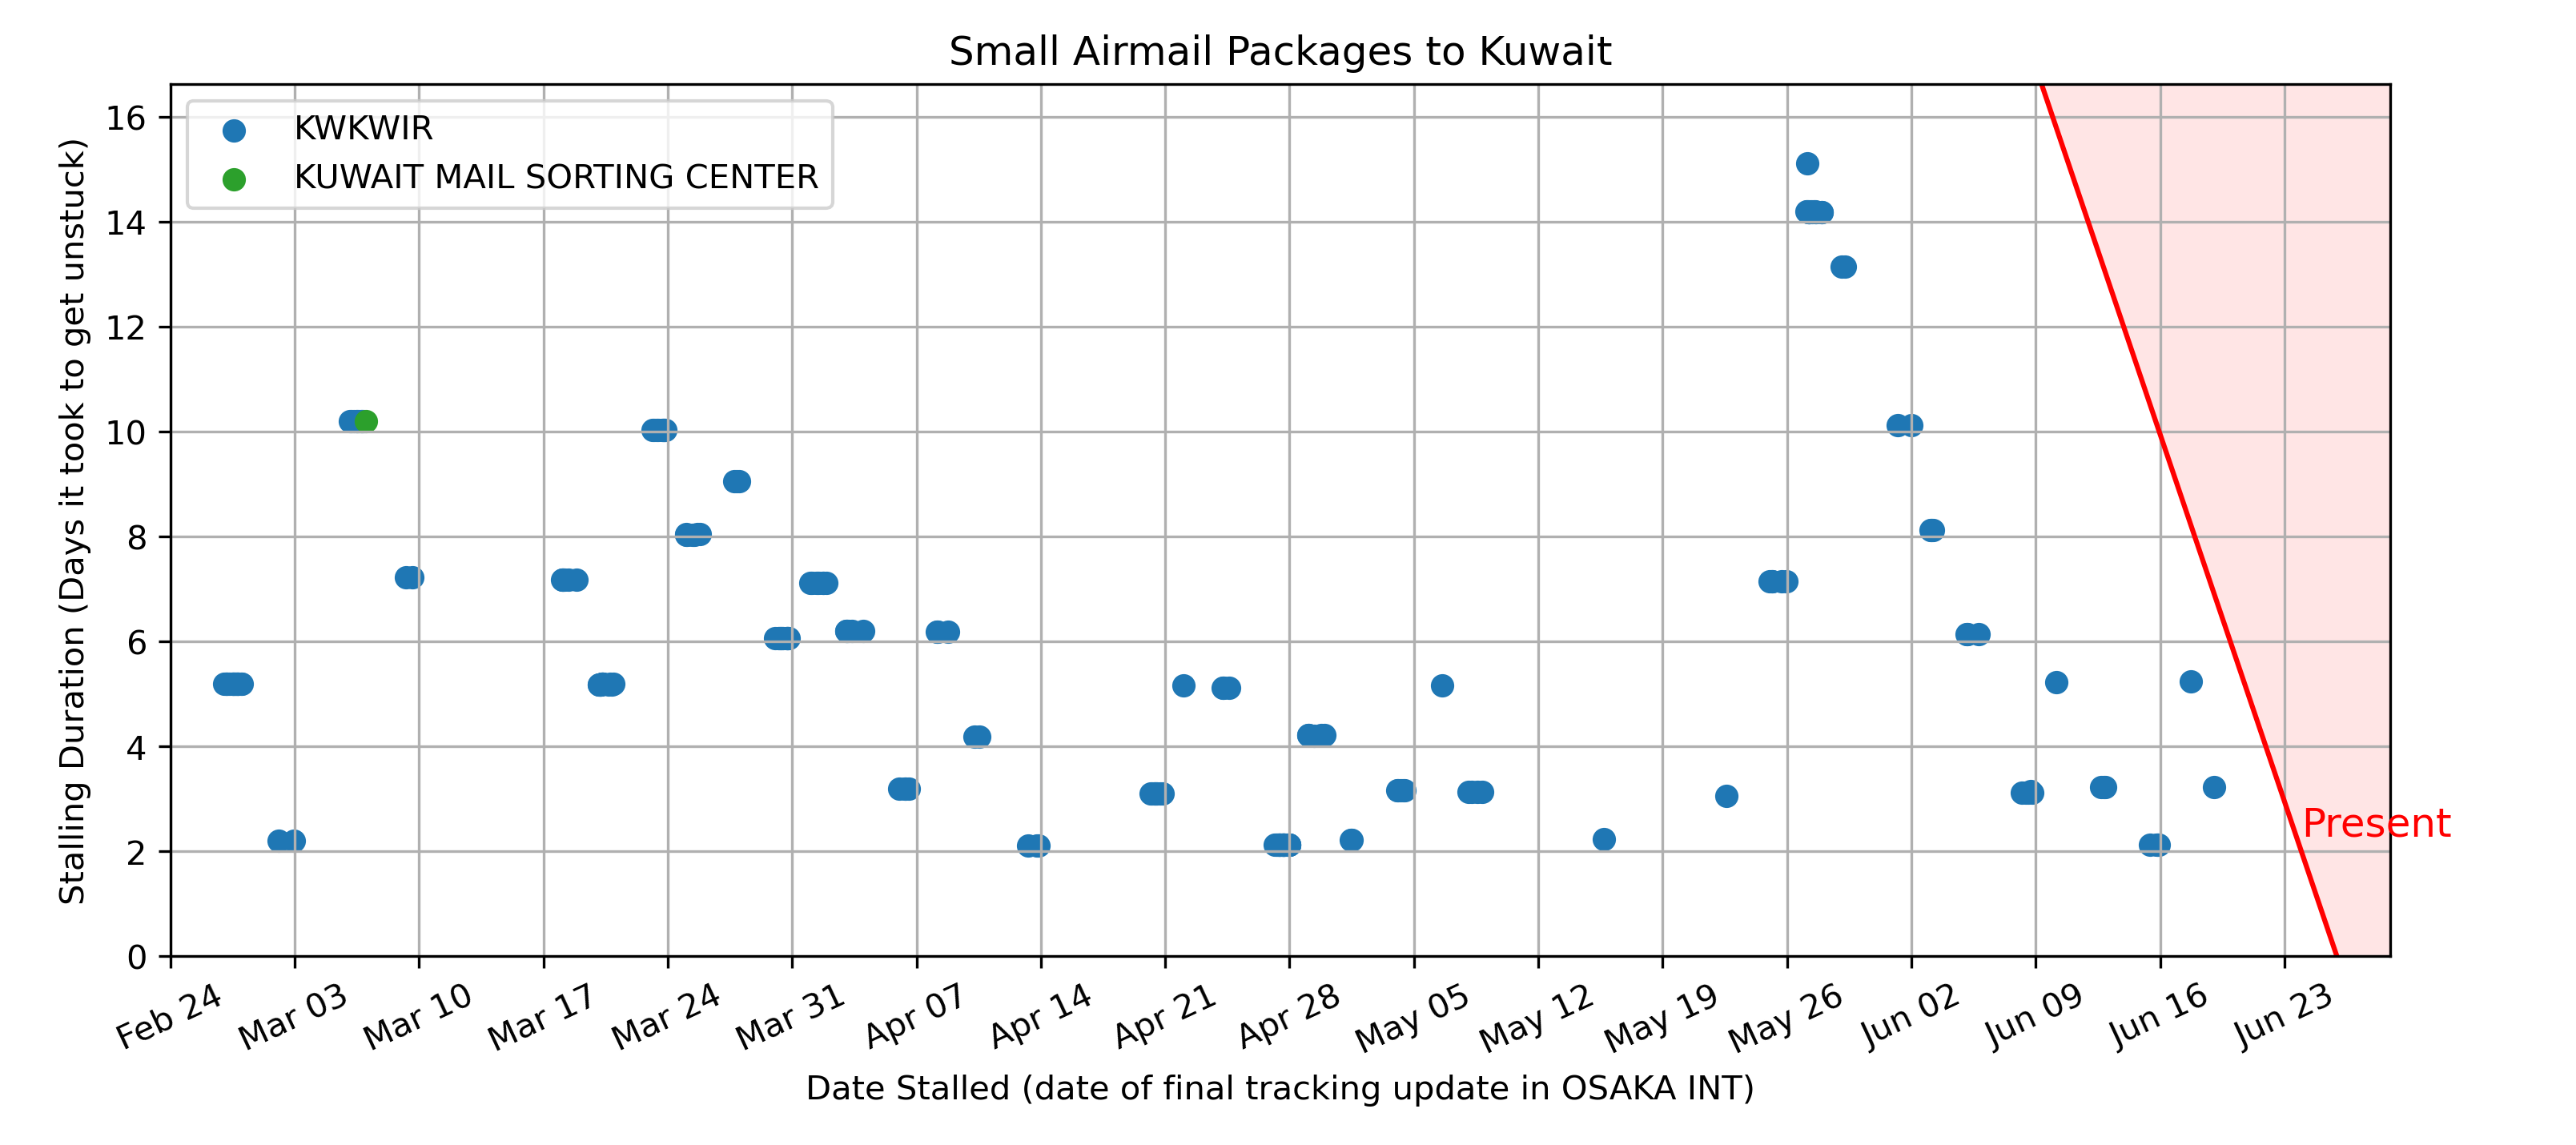 Small Airmail Packages to Kuwait
KWKWIR
KUWAIT MAIL SORTING CENTER
Stalling Duration (Days it took to get unstuck)
16
14
12
10
8
6
4
2
0
Present
Feb 24
Mar 03
Mar 10
Mar 17
Mar 24
Mar 31
Apr 07
Apr 14
Apr 21
Apr 28
May 05
May 12
May 19
May 26
Jun 02
Jun 09
Jun 16
Jun 23
Date Stalled (date of final tracking update in OSAKA INT)